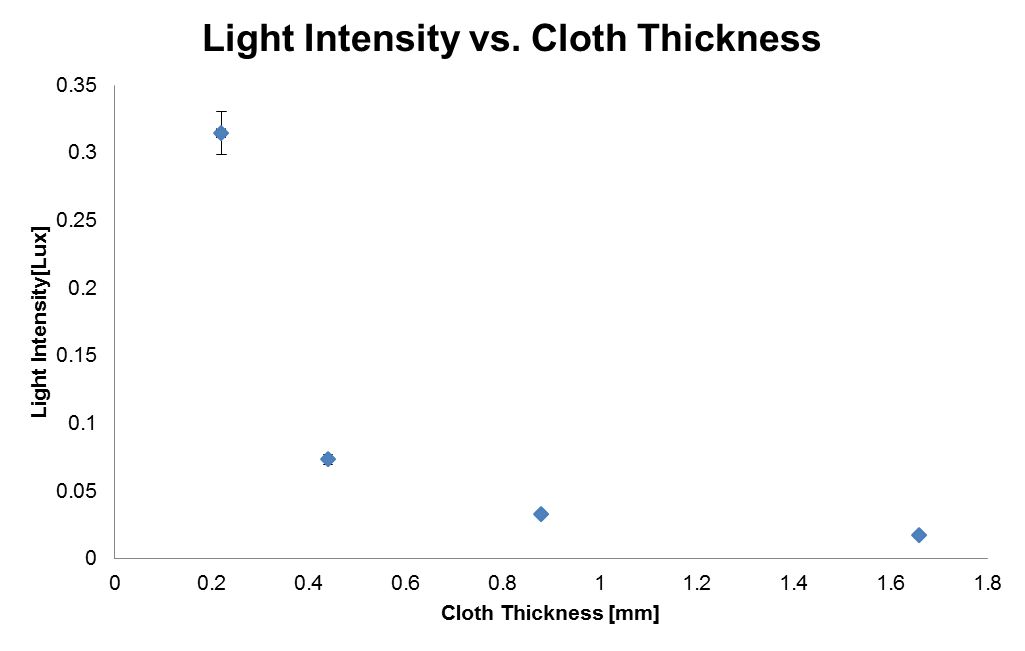 Light Intensity vs. Cloth Thickness
0.35
0.3
0.25
0.2
0.15
0.1
0.05
0
Light Intensity[Lux]
0 0.2 0.4 0.6 0.8 1 1.2 1.4 1.6 1.8
Cloth Thickness [mm]